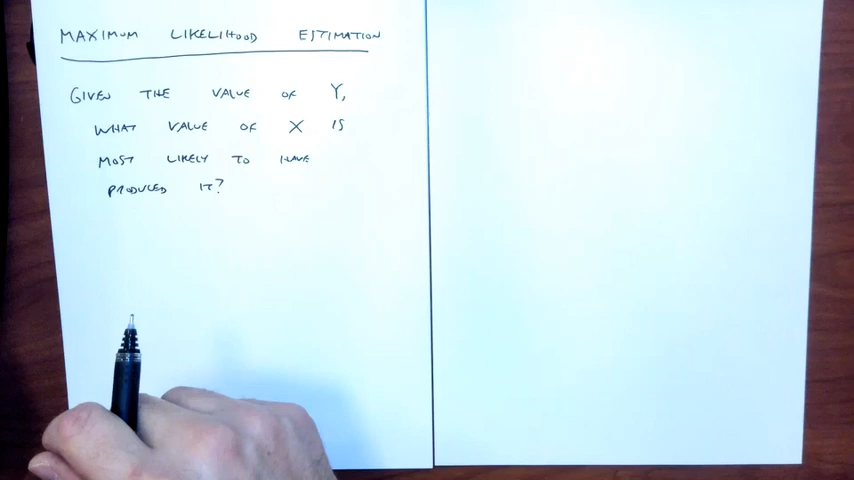 MAXIMUM LIKELIHOOD ESTIMATION
GIVEN THE VALUE OF Y,
WHAT VALUE OF X IS
MOST LIKELY TO HAVE
PRODUCED IT?